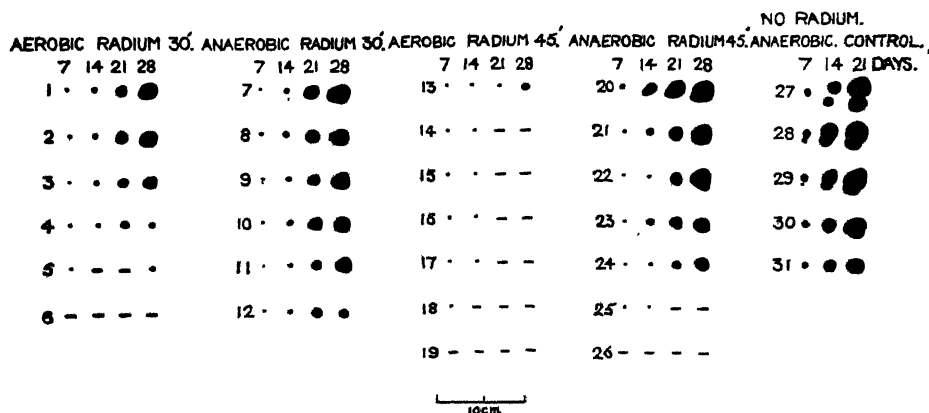 NO RADIUM.
AEROBIC RADIUM 30'. ANAEROBIC RADIUM 30'. AEROBIC RADIUM 45'. ANAEROBIC RADIUM 45'. ANAEROBIC. CONTROL.
7 14 21 28 7 14 21 28 7 14 21 28 7 14 21 28 7 14 21 DAYS.
1 7 13 20 27
2 8 14 21 28
3 9 15 22 29
4 10 16 23 30
5 11 17 24 31
6 12 18 25
19 26
10cm.